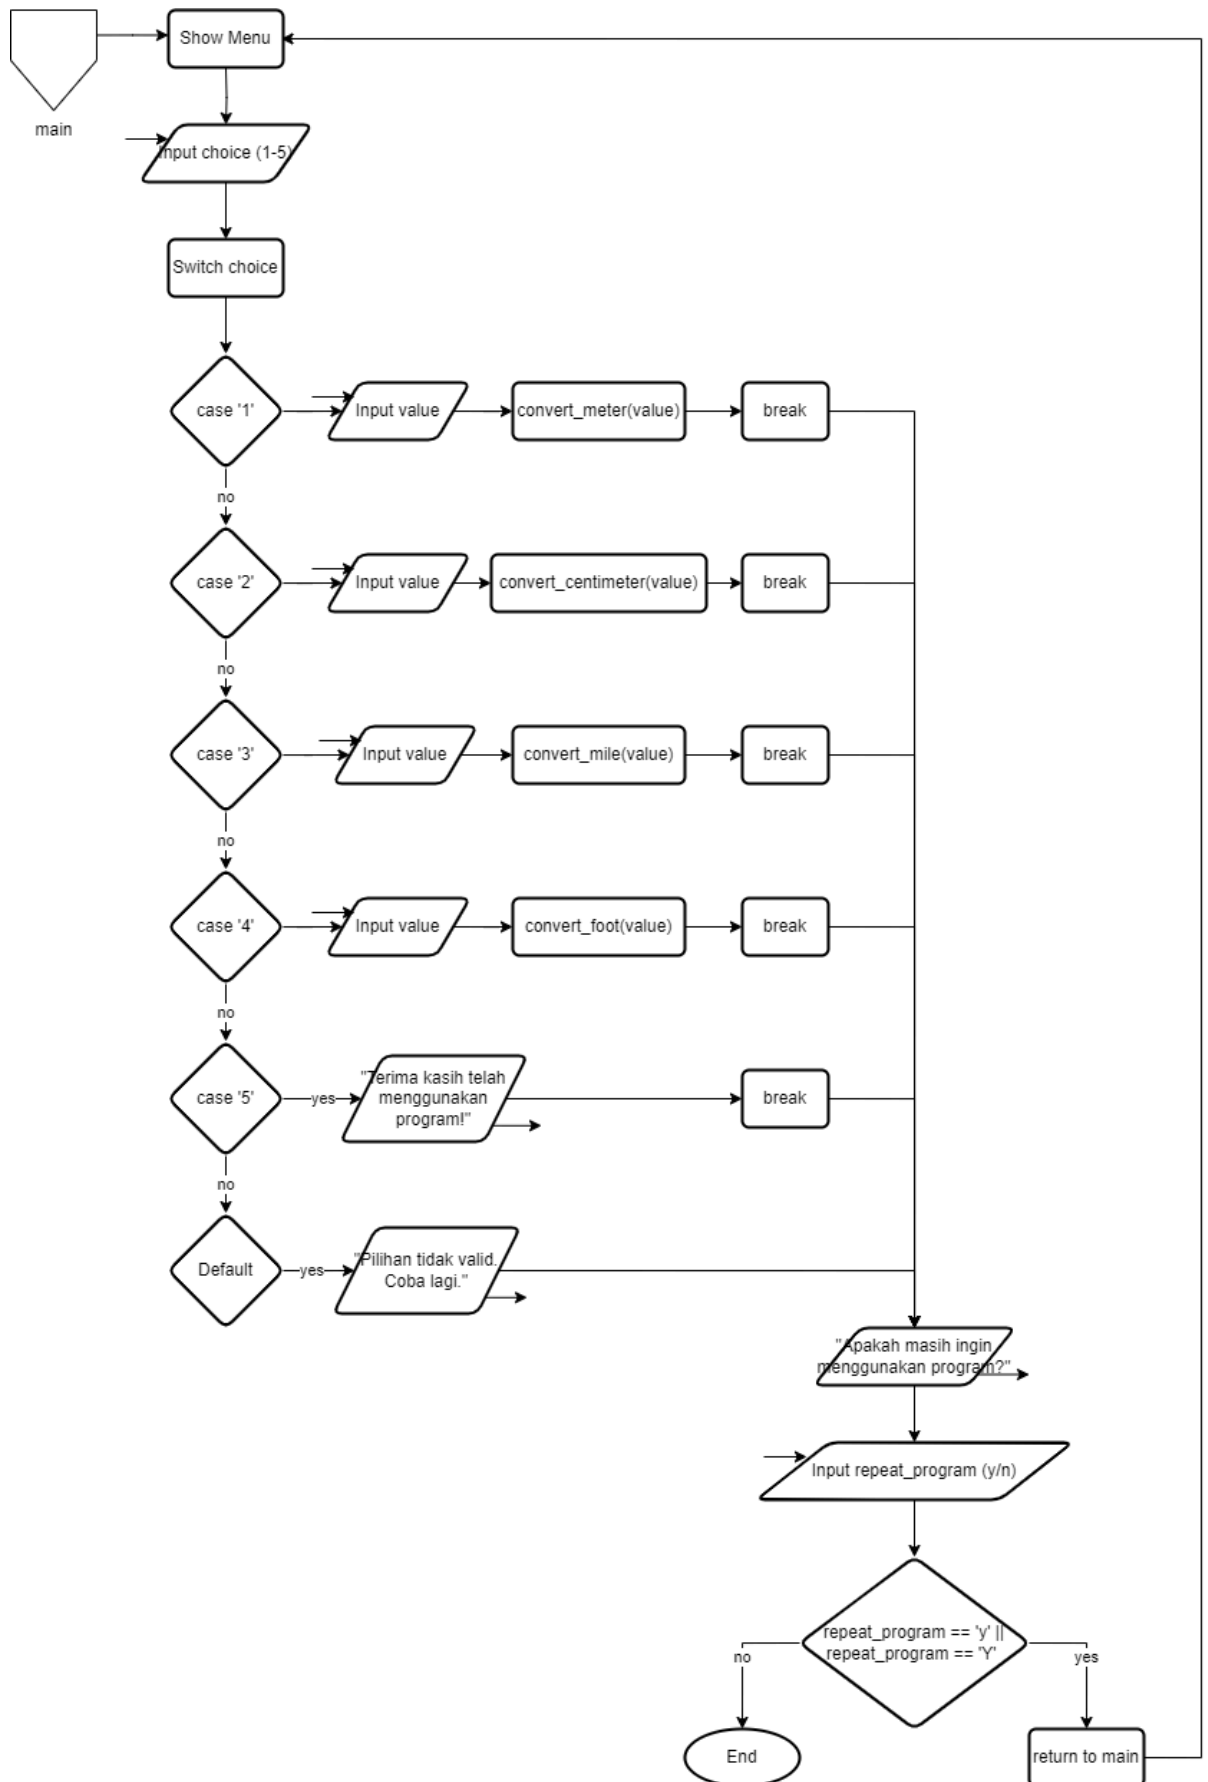 Show Menu
main
Input choice (1-5)
Switch choice
case '1'
Input value
convert_meter(value)
break
no
case '2'
Input value
convert_centimeter(value)
break
no
case '3'
Input value
convert_mile(value)
break
no
case '4'
Input value
convert_foot(value)
break
no
case '5'
yes
"Terima kasih telah
menggunakan
program!"
break
no
Default
yes
"Pilihan tidak valid.
Coba lagi."
"Apakah masih ingin
menggunakan program?"
Input repeat_program (y/n)
repeat_program == 'y' ||
repeat_program == 'Y'
no
yes
End
return to main